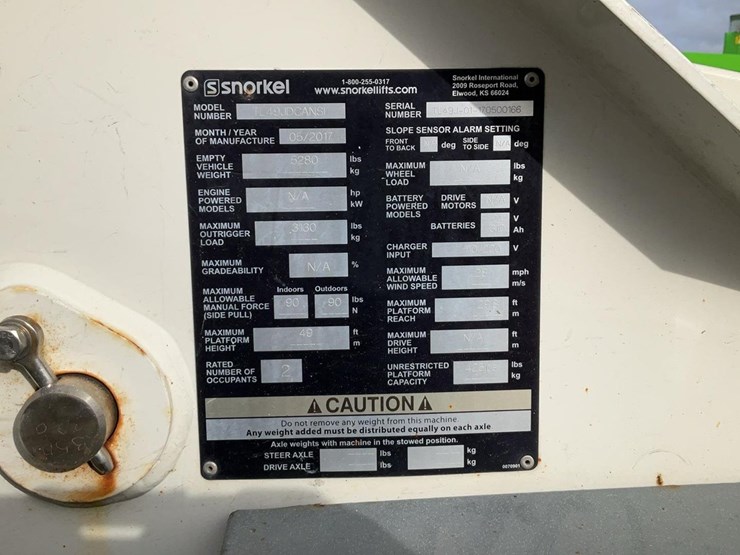 snorkel
1-800-255-0317
www.snorkellifts.com
Snorkel International
2009 Roseport Road,
Elwood, KS 66024
MODEL NUMBER
SERIAL NUMBER
MONTH / YEAR OF MANUFACTURE 05/2017
SLOPE SENSOR ALARM SETTING
FRONT TO BACK deg SIDE TO SIDE deg
EMPTY VEHICLE WEIGHT 5280 lbs kg
MAXIMUM WHEEL LOAD lbs kg
ENGINE POWERED MODELS N/A hp kW
BATTERY POWERED MODELS DRIVE MOTORS V
BATTERIES V Ah
MAXIMUM OUTRIGGER LOAD 3130 lbs kg
CHARGER INPUT V
MAXIMUM GRADEABILITY N/A %
MAXIMUM ALLOWABLE WIND SPEED mph m/s
Indoors Outdoors
MAXIMUM ALLOWABLE MANUAL FORCE (SIDE PULL) 90 90 lbs N
MAXIMUM PLATFORM REACH ft m
MAXIMUM PLATFORM HEIGHT 49 ft m
MAXIMUM DRIVE HEIGHT ft m
RATED NUMBER OF OCCUPANTS 2
UNRESTRICTED PLATFORM CAPACITY lbs kg
CAUTION
Do not remove any weight from this machine
Any weight added must be distributed equally on each axle
Axle weights with machine in the stowed position.
STEER AXLE lbs kg
DRIVE AXLE lbs kg